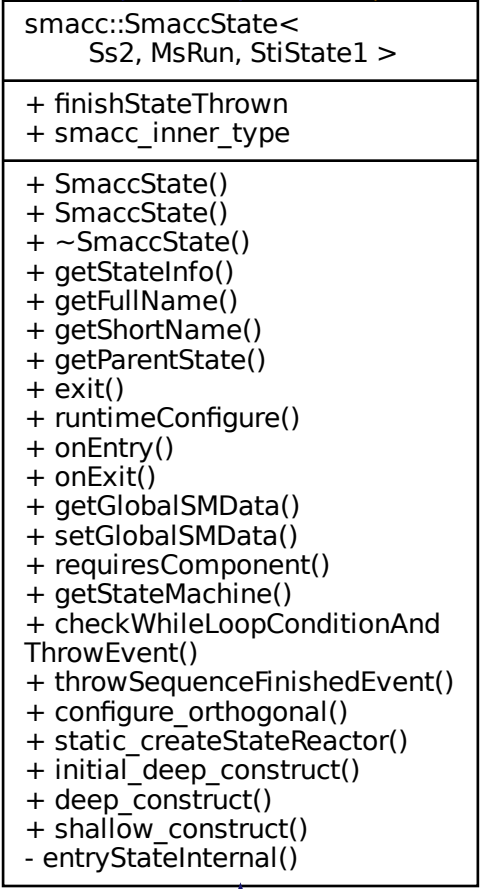 smacc::SmaccState<
Ss2, MsRun, StiState1 >
+ finishStateThrown
+ smacc_inner_type
+ SmaccState()
+ SmaccState()
+ ~SmaccState()
+ getStateInfo()
+ getFullName()
+ getShortName()
+ getParentState()
+ exit()
+ runtimeConfigure()
+ onEntry()
+ onExit()
+ getGlobalSMData()
+ setGlobalSMData()
+ requiresComponent()
+ getStateMachine()
+ checkWhileLoopConditionAnd
ThrowEvent()
+ throwSequenceFinishedEvent()
+ configure_orthogonal()
+ static_createStateReactor()
+ initial_deep_construct()
+ deep_construct()
+ shallow_construct()
- entryStateInternal()